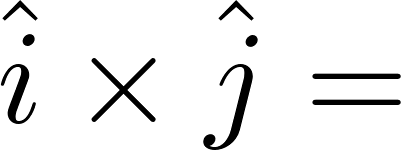 î × ĵ =